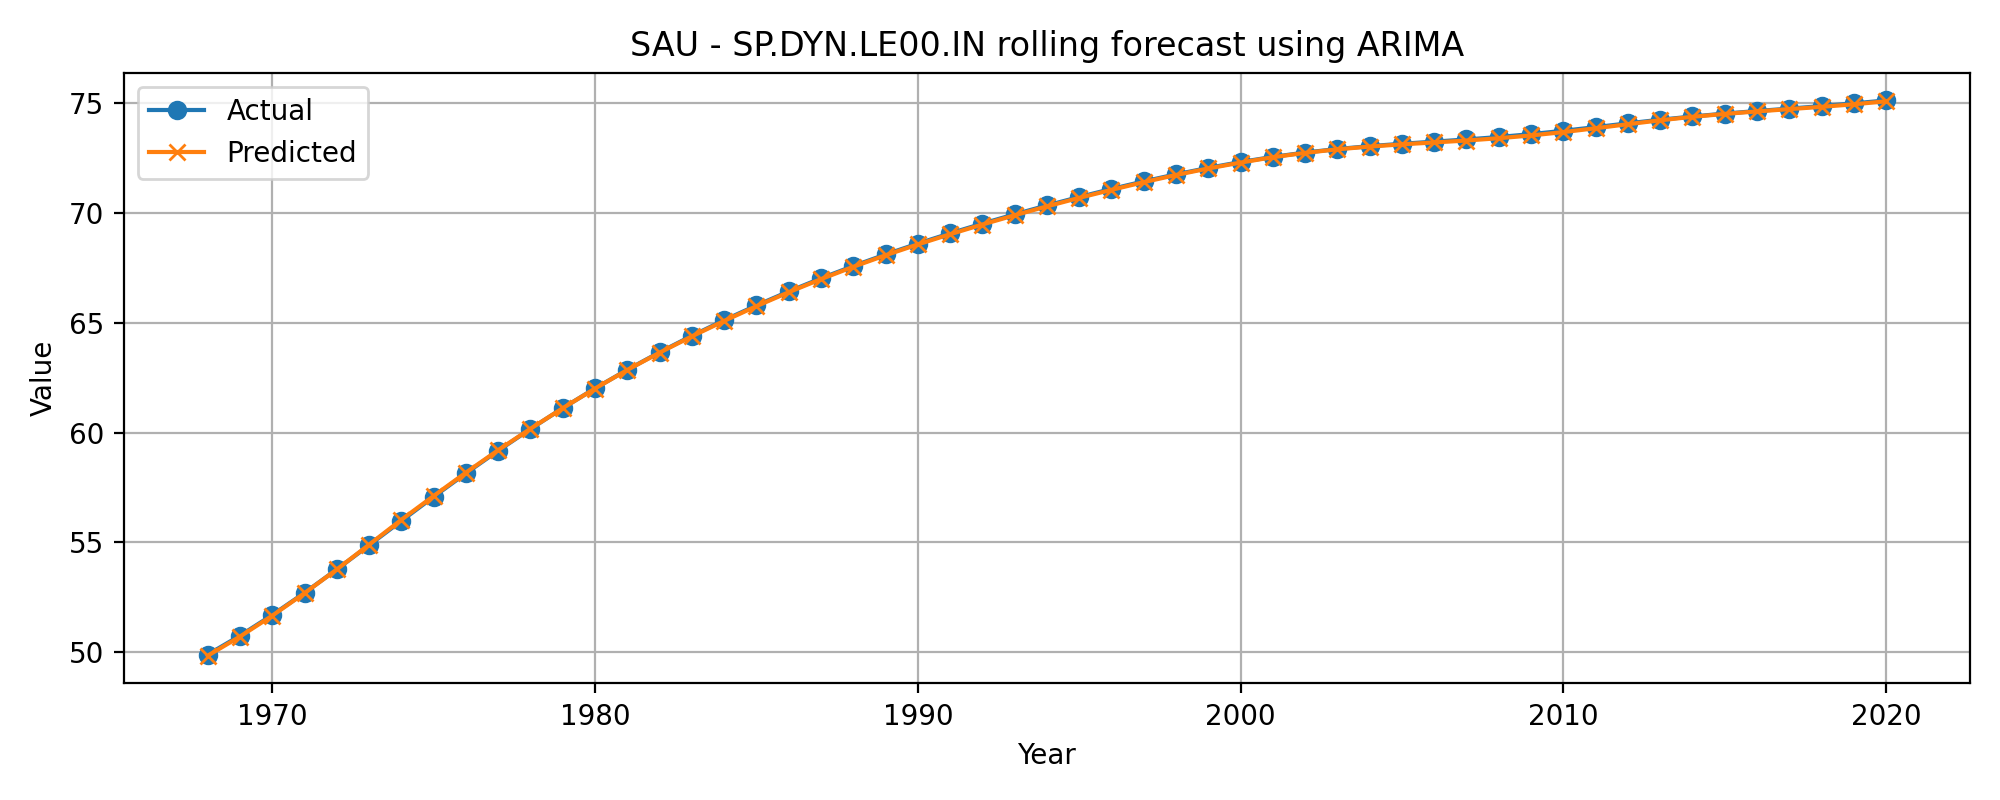 SAU - SP.DYN.LE00.IN rolling forecast using ARIMA
Actual
Predicted
75
70
65
60
55
50
Value
1970 1980 1990 2000 2010 2020
Year